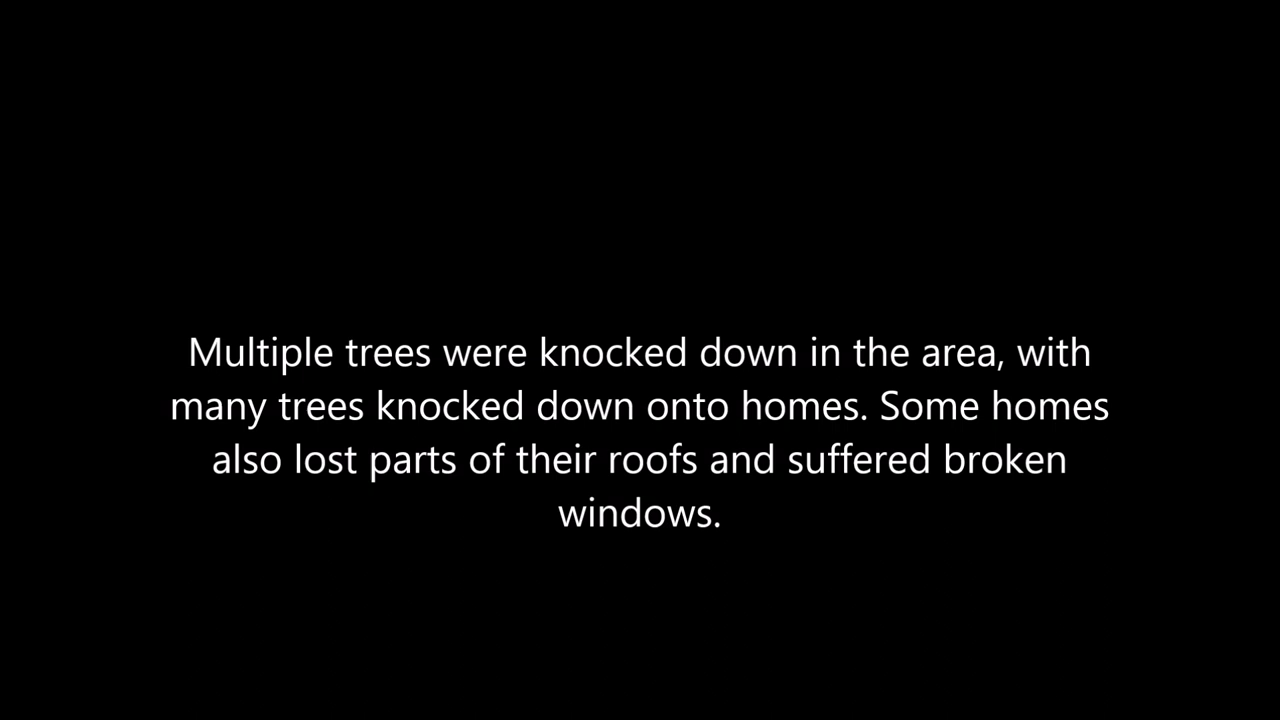 Multiple trees were knocked down in the area, with
many trees knocked down onto homes. Some homes
also lost parts of their roofs and suffered broken
windows.